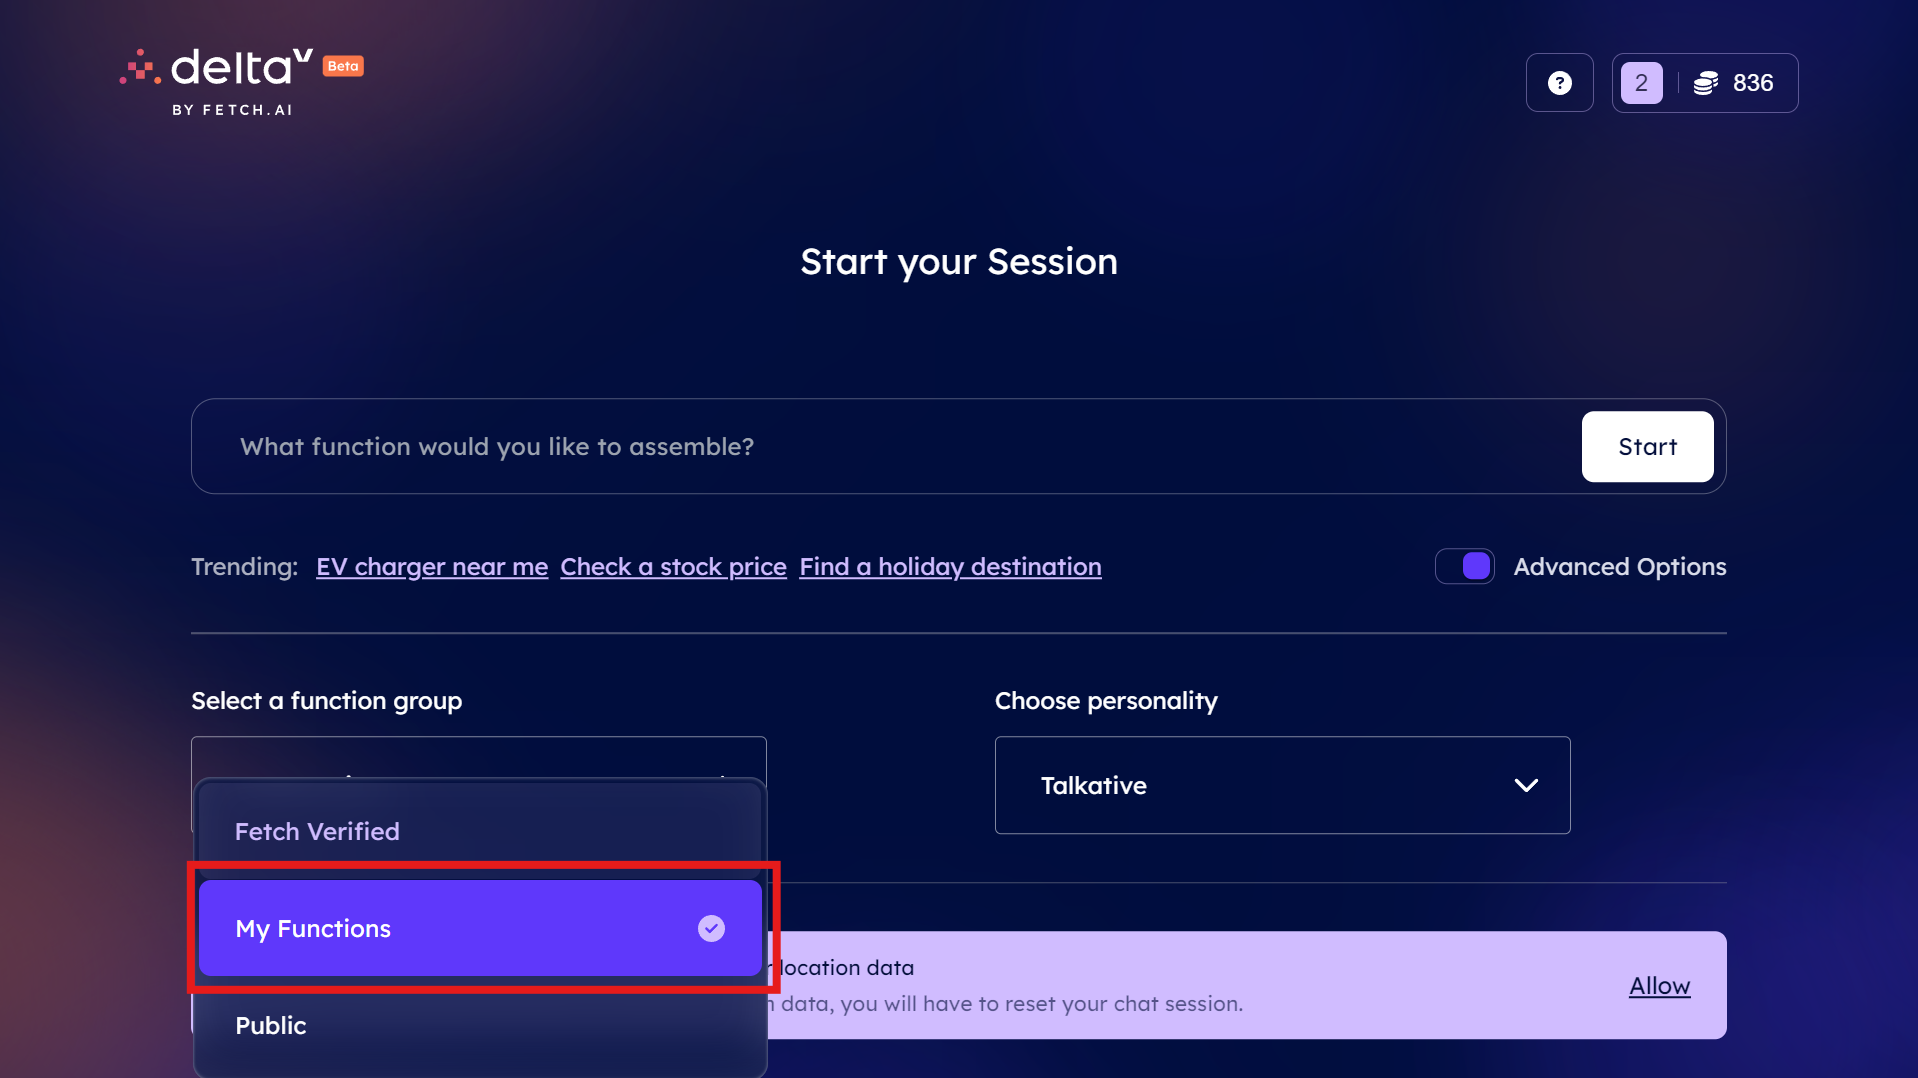 deltaV Beta
BY FETCH.AI
2 836
Start your Session
What function would you like to assemble?
Start
Trending: EV charger near me Check a stock price Find a holiday destination
Advanced Options
Select a function group
Choose personality
Talkative
Fetch Verified
My Functions
Public
location data
data, you will have to reset your chat session.
Allow